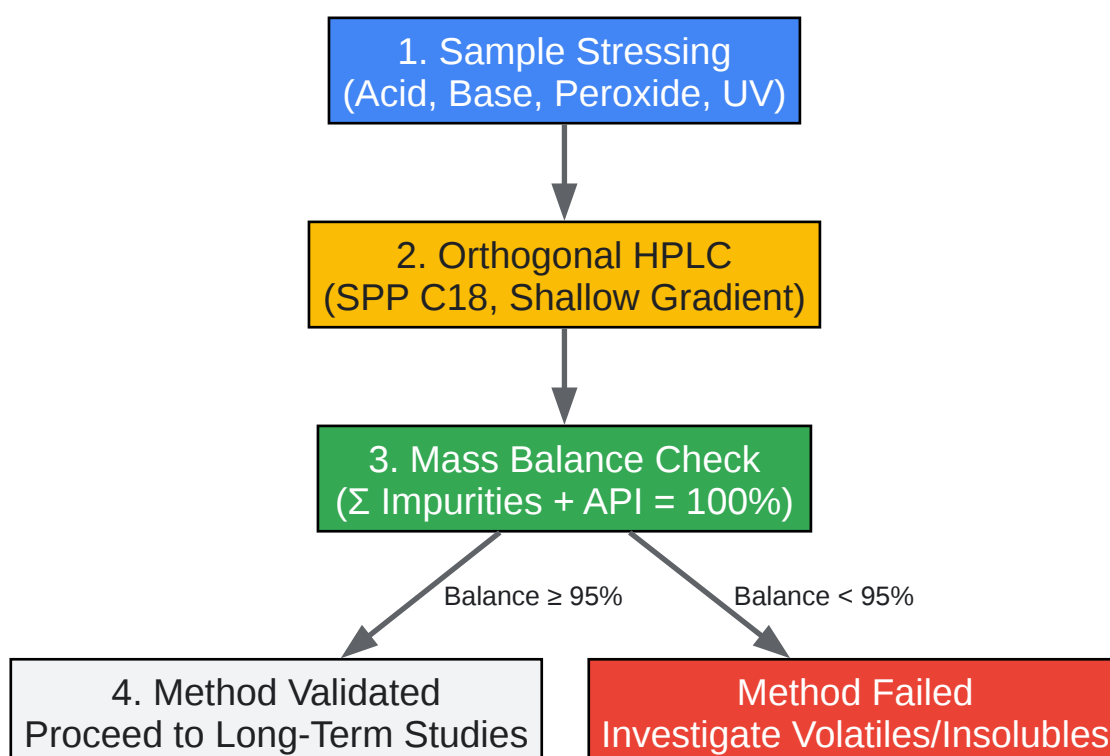 1. Sample Stressing
(Acid, Base, Peroxide, UV)
2. Orthogonal HPLC
(SPP C18, Shallow Gradient)
3. Mass Balance Check
(Σ Impurities + API = 100%)
Balance ≥ 95%
Balance < 95%
4. Method Validated
Proceed to Long-Term Studies
Method Failed
Investigate Volatiles/Insolubles